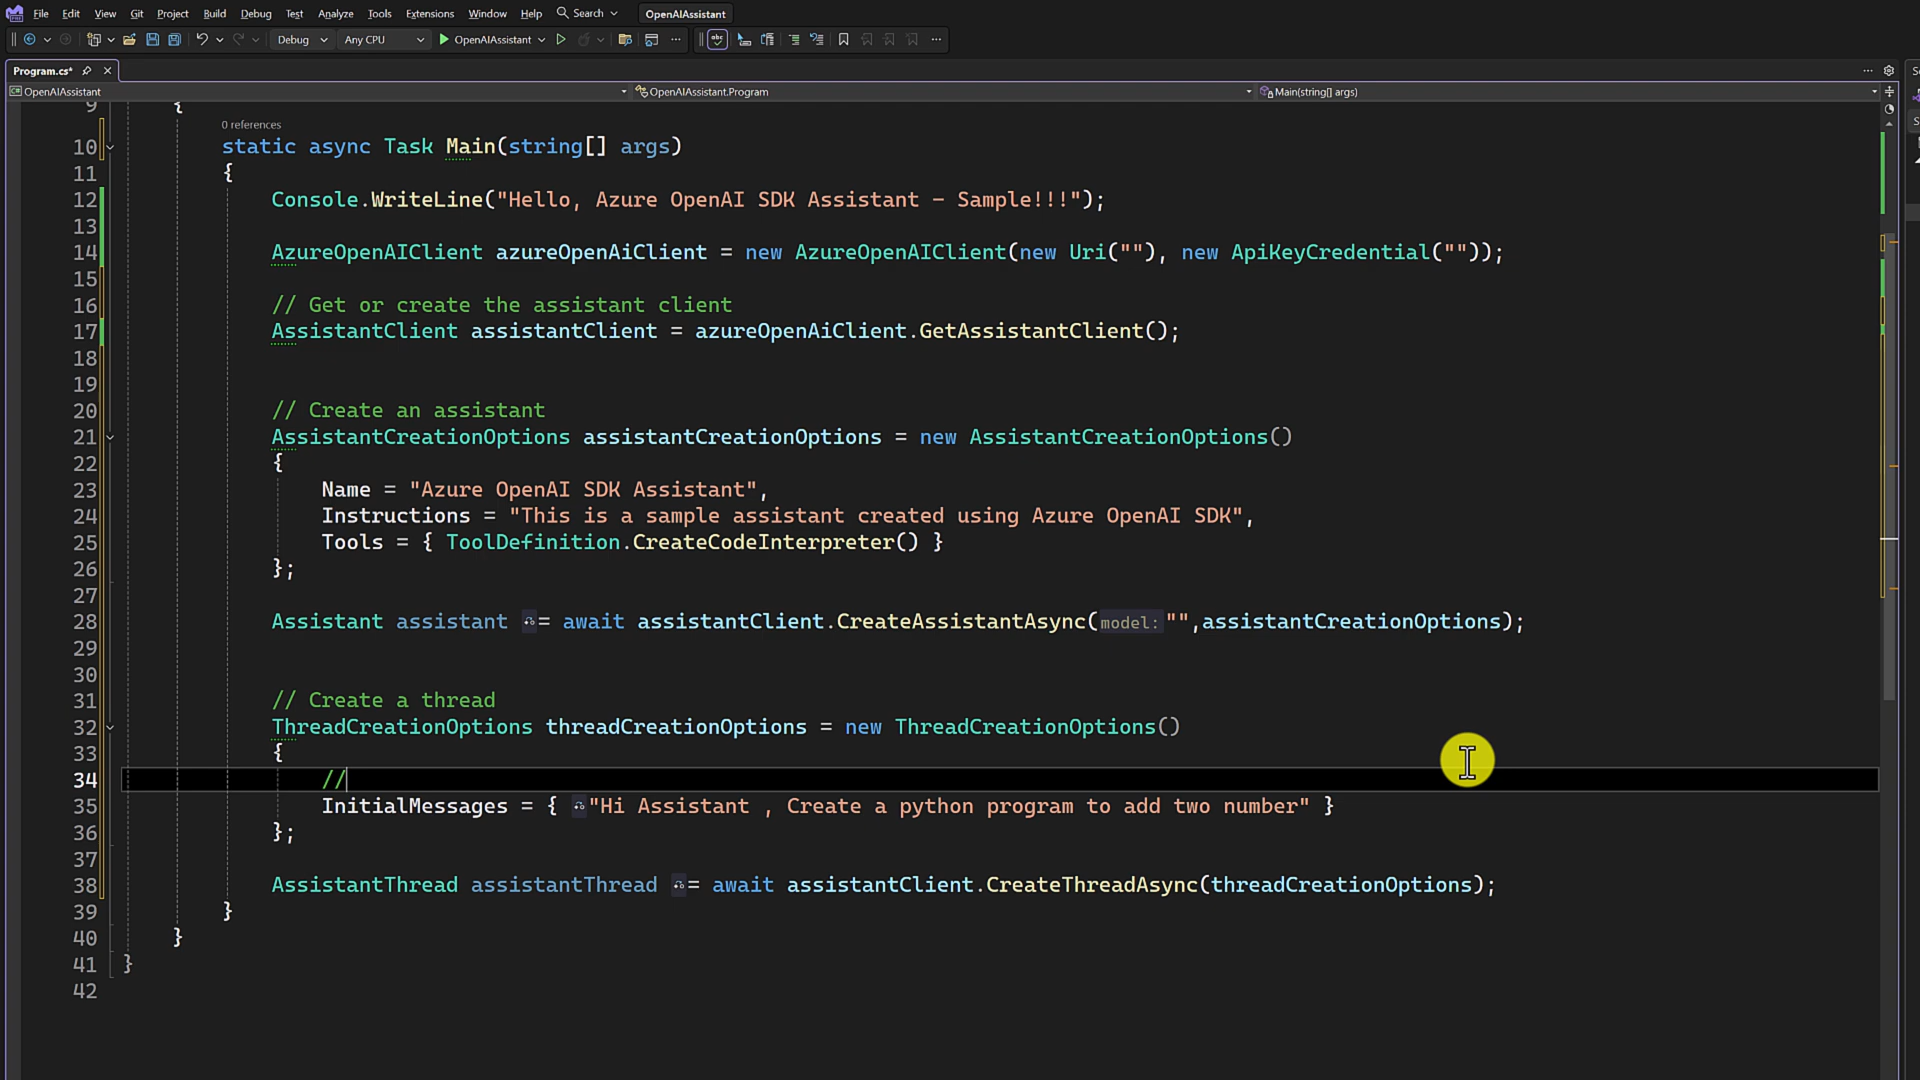 File Edit View Git Project Build Debug Test Analyze Tools Extensions Window Help Search OpenAIAssistant
Debug Any CPU OpenAIAssistant
Program.cs*
OpenAIAssistant OpenAIAssistant.Program Main(string[] args)
9 {
0 references
10 static async Task Main(string[] args)
11 {
12 Console.WriteLine("Hello, Azure OpenAI SDK Assistant - Sample!!!");
13
14 AzureOpenAIClient azureOpenAiClient = new AzureOpenAIClient(new Uri(""), new ApiKeyCredential(""));
15
16 // Get or create the assistant client
17 AssistantClient assistantClient = azureOpenAiClient.GetAssistantClient();
18
19
20 // Create an assistant
21 AssistantCreationOptions assistantCreationOptions = new AssistantCreationOptions()
22 {
23 Name = "Azure OpenAI SDK Assistant",
24 Instructions = "This is a sample assistant created using Azure OpenAI SDK",
25 Tools = { ToolDefinition.CreateCodeInterpreter() }
26 };
27
28 Assistant assistant = await assistantClient.CreateAssistantAsync(model:"",assistantCreationOptions);
29
30
31 // Create a thread
32 ThreadCreationOptions threadCreationOptions = new ThreadCreationOptions()
33 {
34 //
35 InitialMessages = { "Hi Assistant , Create a python program to add two number" }
36 };
37
38 AssistantThread assistantThread = await assistantClient.CreateThreadAsync(threadCreationOptions);
39 }
40 }
41 }
42